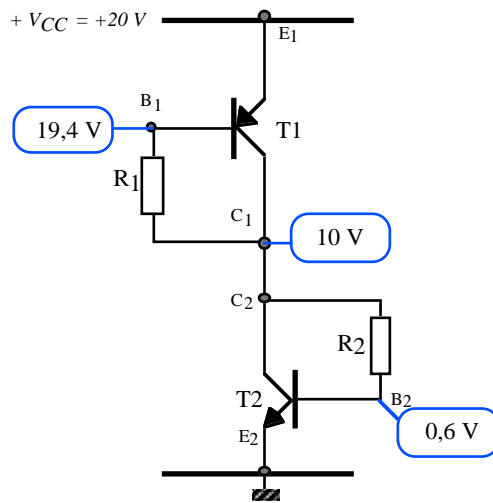 + VCC = +20 V
E1
B1
19,4 V
T1
R1
C1
10 V
C2
R2
T2
B2
E2
0,6 V